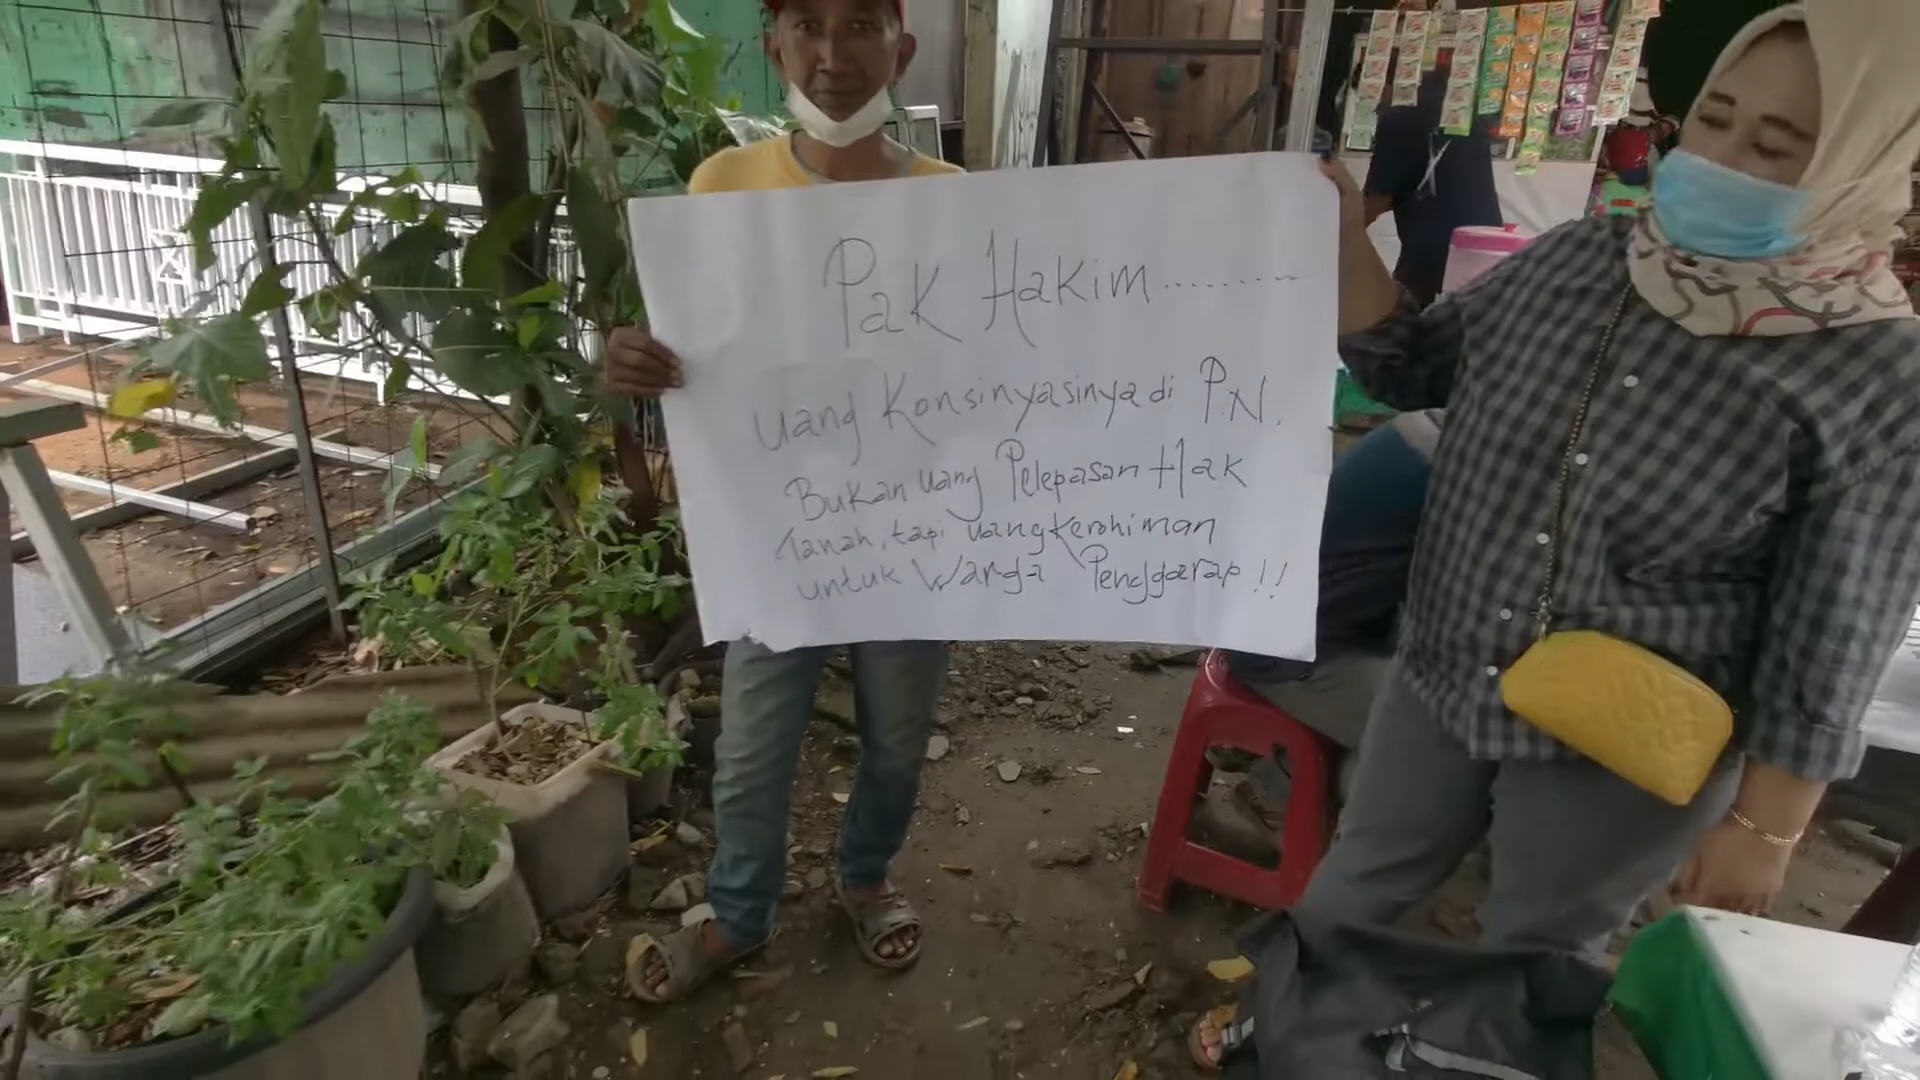 Pak Hakim..........
uang Konsinyasinya di P.N.
Bukan uang Pelepasan Hak
Tanah, tapi uang Kerohiman
untuk Warga Penggarap !!